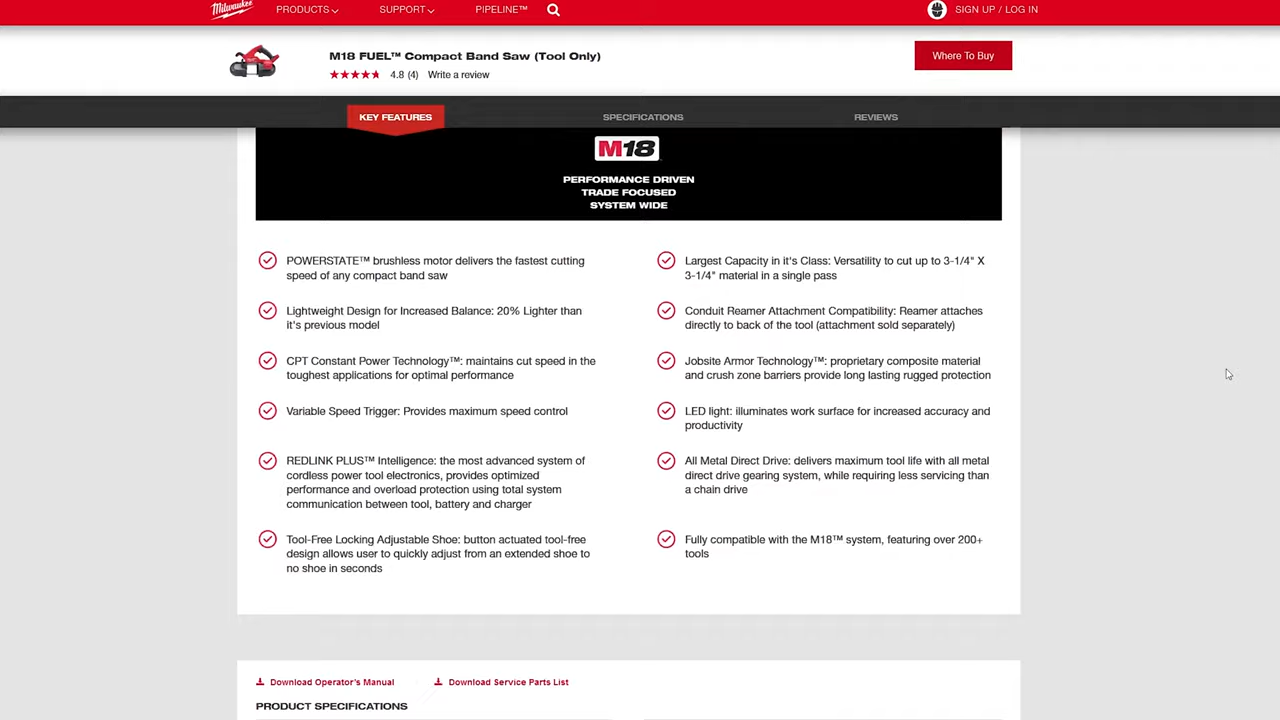 Milwaukee
PRODUCTS
SUPPORT
PIPELINE™
SIGN UP / LOG IN
M18 FUEL™ Compact Band Saw (Tool Only)
4.8 (4) Write a review
Where To Buy
KEY FEATURES
SPECIFICATIONS
REVIEWS
M18
PERFORMANCE DRIVEN
TRADE FOCUSED
SYSTEM WIDE
POWERSTATE™ brushless motor delivers the fastest cutting
speed of any compact band saw
Largest Capacity in it's Class: Versatility to cut up to 3-1/4" X
3-1/4" material in a single pass
Lightweight Design for Increased Balance: 20% Lighter than
it's previous model
Conduit Reamer Attachment Compatibility: Reamer attaches
directly to back of the tool (attachment sold separately)
CPT Constant Power Technology™: maintains cut speed in the
toughest applications for optimal performance
Jobsite Armor Technology™: proprietary composite material
and crush zone barriers provide long lasting rugged protection
Variable Speed Trigger: Provides maximum speed control
LED light: illuminates work surface for increased accuracy and
productivity
REDLINK PLUS™ Intelligence: the most advanced system of
cordless power tool electronics, provides optimized
performance and overload protection using total system
communication between tool, battery and charger
All Metal Direct Drive: delivers maximum tool life with all metal
direct drive gearing system, while requiring less servicing than
a chain drive
Tool-Free Locking Adjustable Shoe: button actuated tool-free
design allows user to quickly adjust from an extended shoe to
no shoe in seconds
Fully compatible with the M18™ system, featuring over 200+
tools
Download Operator's Manual
Download Service Parts List
PRODUCT SPECIFICATIONS